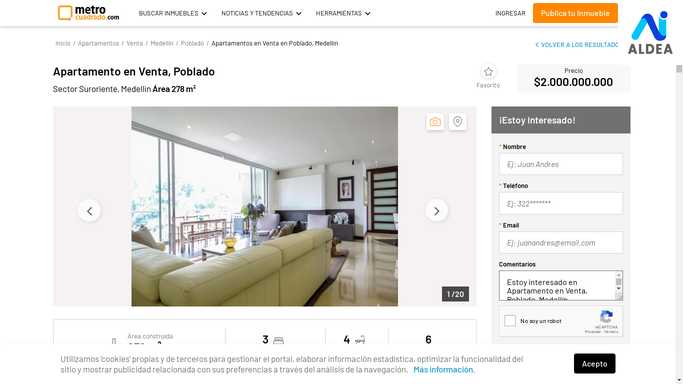 metro
cuadrado.com
BUSCAR INMUEBLES
NOTICIAS Y TENDENCIAS
HERRAMIENTAS
INGRESAR
Publica tu Inmueble
ALDEA
Inicio / Apartamentos / Venta / Medellín / Poblado / Apartamentos en Venta en Poblado, Medellín
VOLVER A LOS RESULTADO
Apartamento en Venta, Poblado
Sector Suroriente, Medellín Área 278 m²
Favorito
Precio
$2.000.000.000
¡Estoy Interesado!
* Nombre
Ej: Juan Andres
* Teléfono
Ej: 322*******
* Email
Ej: juanandres@email.com
Comentarios
Estoy interesado en
Apartamento en Venta,
Poblado, Medellín
1 / 20
No soy un robot
reCAPTCHA
Privacidad - Términos
Área construida
3
4
6
Utilizamos 'cookies' propias y de terceros para gestionar el portal, elaborar información estadística, optimizar la funcionalidad del
sitio y mostrar publicidad relacionada con sus preferencias a través del análisis de la navegación. Más información.
Acepto